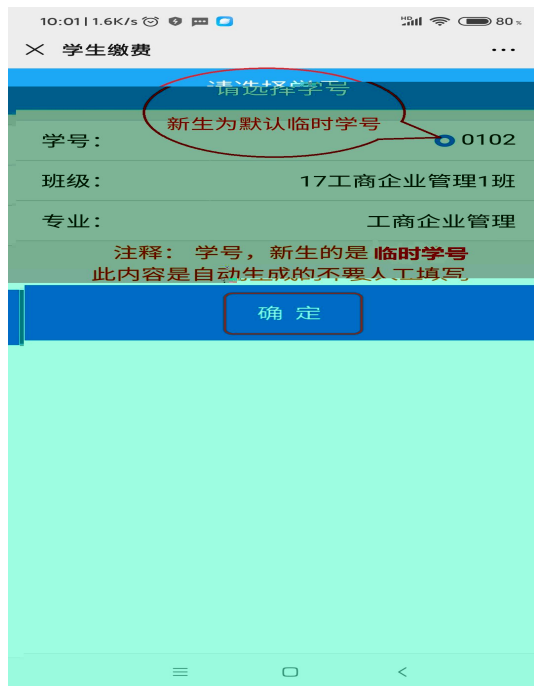 10:01 | 1.6K/s HD 80%
学生缴费
请选择学号
新生为默认临时学号
学号: 0102
班级: 17工商企业管理1班
专业: 工商企业管理
注释: 学号, 新生的是 临时学号
此内容是自动生成的不要人工填写
确 定